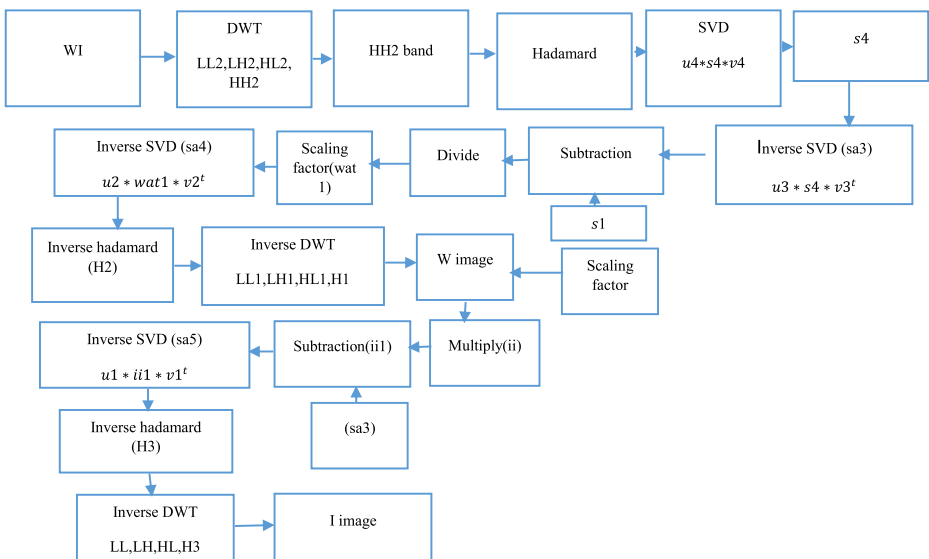 WI
DWT
LL2,LH2,HL2,
HH2
HH2 band
Hadamard
SVD
u4*s4*v4
s4
Inverse SVD (sa4)
u2 * wat1 * v2ᵗ
Scaling
factor(wat
1)
Divide
Subtraction
Inverse SVD (sa3)
u3 * s4 * v3ᵗ
s1
Inverse hadamard
(H2)
Inverse DWT
LL1,LH1,HL1,H1
W image
Scaling
factor
Inverse SVD (sa5)
u1 * ii1 * v1ᵗ
Subtraction(ii1)
Multiply(ii)
(sa3)
Inverse hadamard
(H3)
Inverse DWT
LL,LH,HL,H3
I image